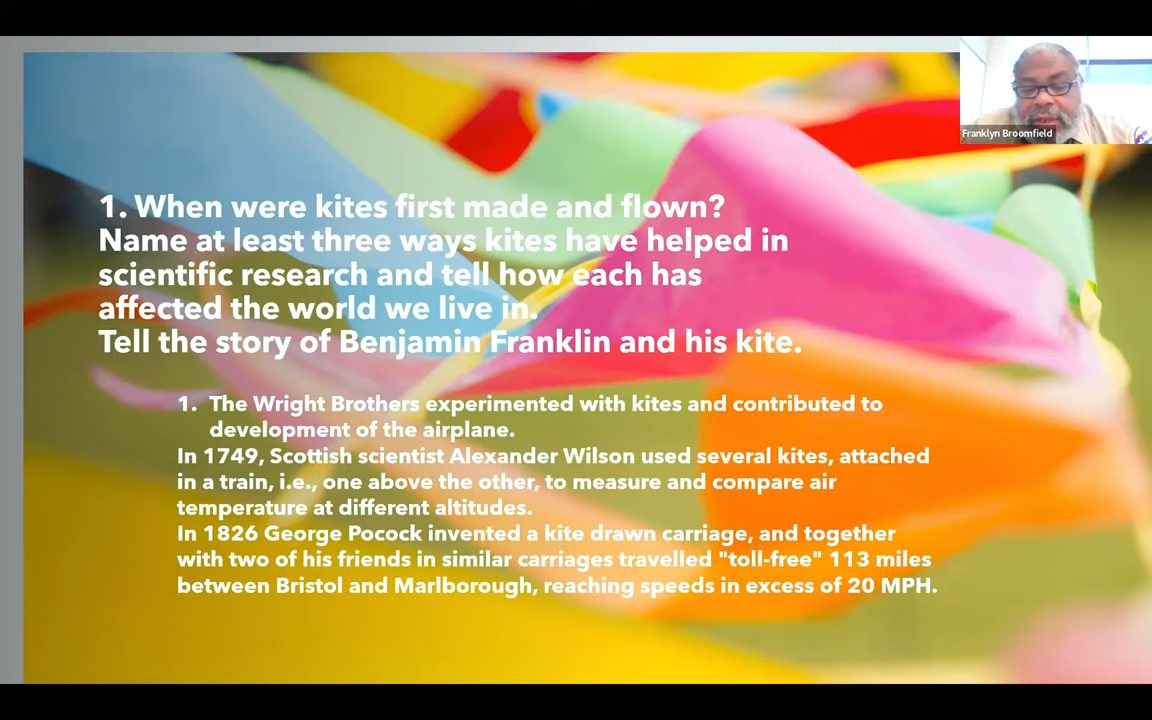 Franklyn Broomfield
1. When were kites first made and flown?
Name at least three ways kites have helped in
scientific research and tell how each has
affected the world we live in.
Tell the story of Benjamin Franklin and his kite.
1. The Wright Brothers experimented with kites and contributed to
development of the airplane.
In 1749, Scottish scientist Alexander Wilson used several kites, attached
in a train, i.e., one above the other, to measure and compare air
temperature at different altitudes.
In 1826 George Pocock invented a kite drawn carriage, and together
with two of his friends in similar carriages travelled "toll-free" 113 miles
between Bristol and Marlborough, reaching speeds in excess of 20 MPH.